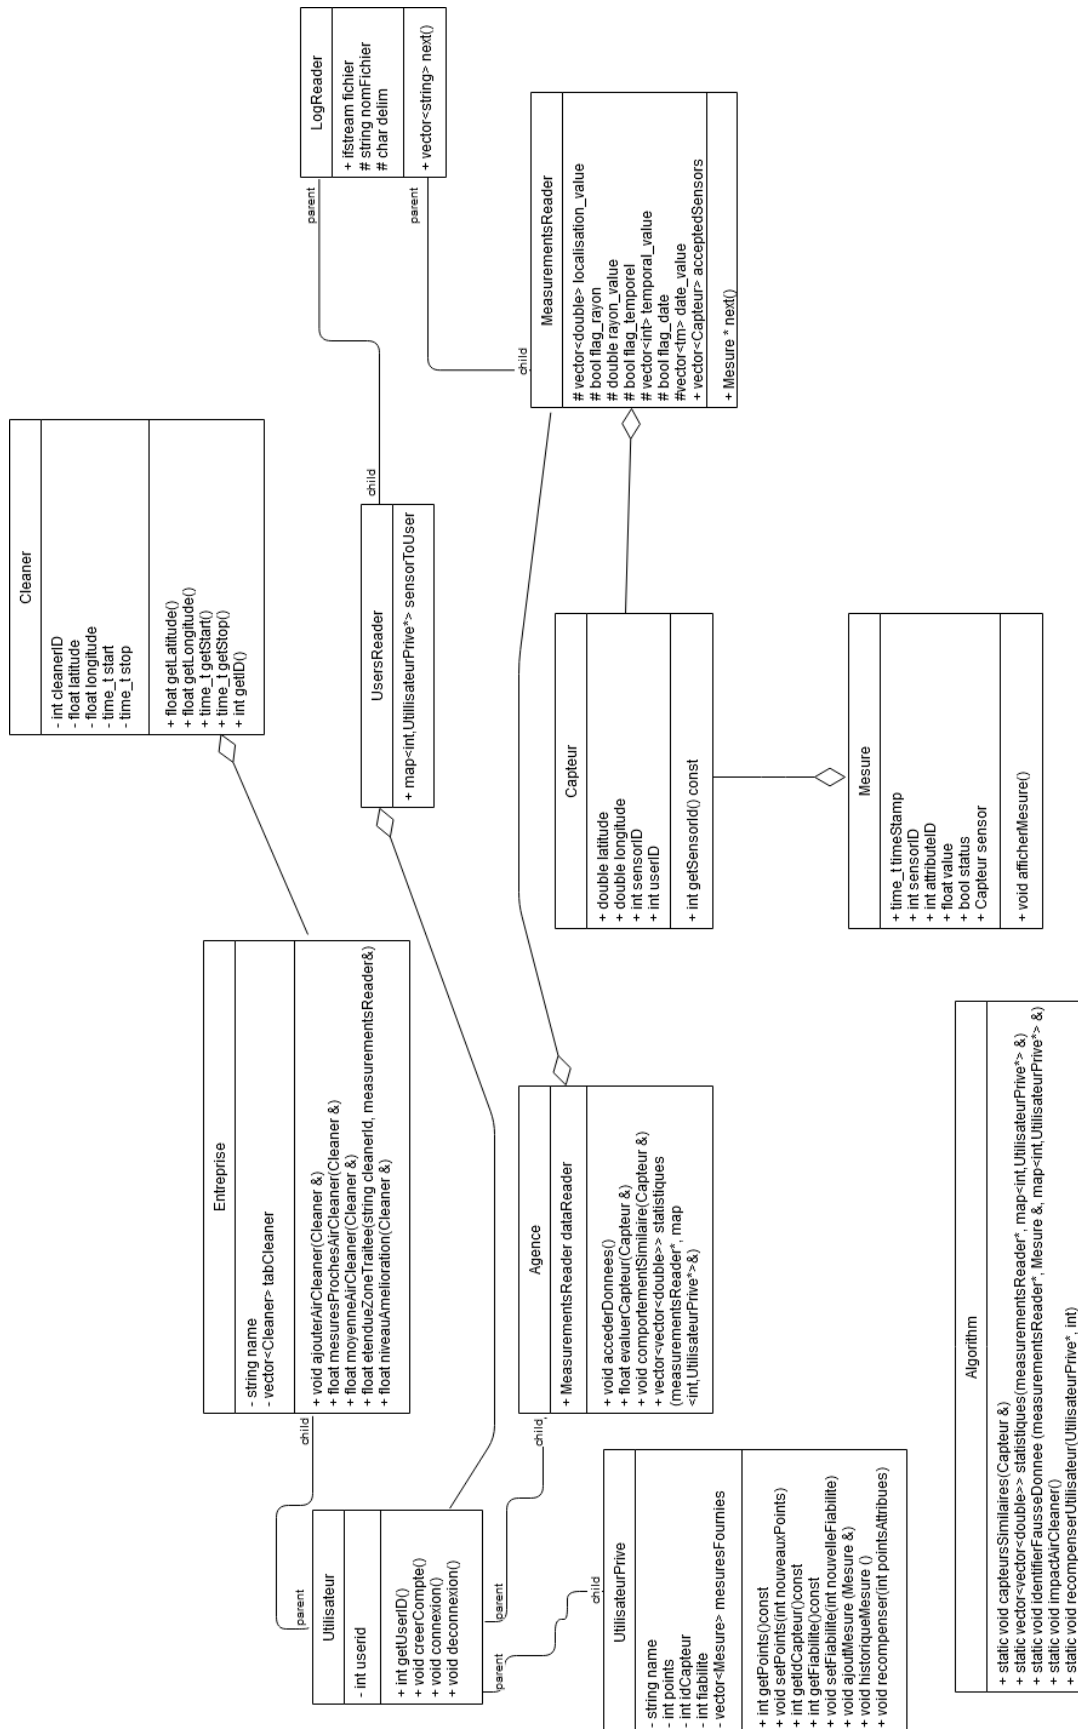 LogReader
+ ifstream fichier
# string nomFichier
# char delim
+ vector<string> next()
parent
parent
MeasurementsReader
# vector<double> localisation_value
# bool flag_rayon
# double rayon_value
# bool flag_temporel
# vector<int> temporal_value
# bool flag_date
#vector<tm> date_value
+ vector<Capteur> acceptedSensors
+ Mesure * next()
child
Cleaner
- int cleanerID
- float latitude
- float longitude
- time_t start
- time_t stop
+ float getLatitude()
+ float getLongitude()
+ time_t getStart()
+ time_t getStop()
+ int getID()
child
UsersReader
+ map<int,UtillisateurPrive*> sensorToUser
Capteur
+ double latitude
+ double longitude
+ int sensorID
+ int userID
+ int getSensorId() const
Mesure
+ time_t timeStamp
+ int sensorID
+ int attributeID
+ float value
+ bool status
+ Capteur sensor
+ void afficherMesure()
Entreprise
- string name
- vector<Cleaner> tabCleaner
+ void ajouterAirCleaner(Cleaner &)
+ float mesuresProchesAirCleaner(Cleaner &)
+ float moyenneAirCleaner(Cleaner &)
+ float etendueZoneTraitee(string cleanerId, measurementsReader&)
+ float niveauAmelioration(Cleaner &)
child
Agence
+ MeasurementsReader dataReader
+ void accederDonnees()
+ float evaluerCapteur(Capteur &)
+ void comportementSimilaire(Capteur &)
+ vector<vector<double>> statistiques
(measurementsReader*, map
<int,UtilisateurPrive*>&)
child
parent
Utilisateur
- int userid
+ int getUserID()
+ void creerCompte()
+ void connexion()
+ void deconnexion()
parent
parent
child
UtilisateurPrive
- string name
- int points
- int idCapteur
- int fiabilite
- vector<Mesure> mesuresFournies
+ int getPoints()const
+ void setPoints(int nouveauxPoints)
+ int getIdCapteur()const
+ int getFiabilite()const
+ void setFiabilite(int nouvelleFiabilite)
+ void ajoutMesure (Mesure &)
+ void historiqueMesure ()
+ void recompenser(int pointsAttribues)
Algorithm
+ static void capteursSimilaires(Capteur &)
+ static vector<vector<double>> statistiques(measurementsReader*, map<int,UtilisateurPrive*> &)
+ static void identifierFausseDonnee (measurementsReader*, Mesure &, map<int,UtilisateurPrive*> &)
+ static void impactAirCleaner()
+ static void recompenserUtilisateur(UtilisateurPrive*, int)